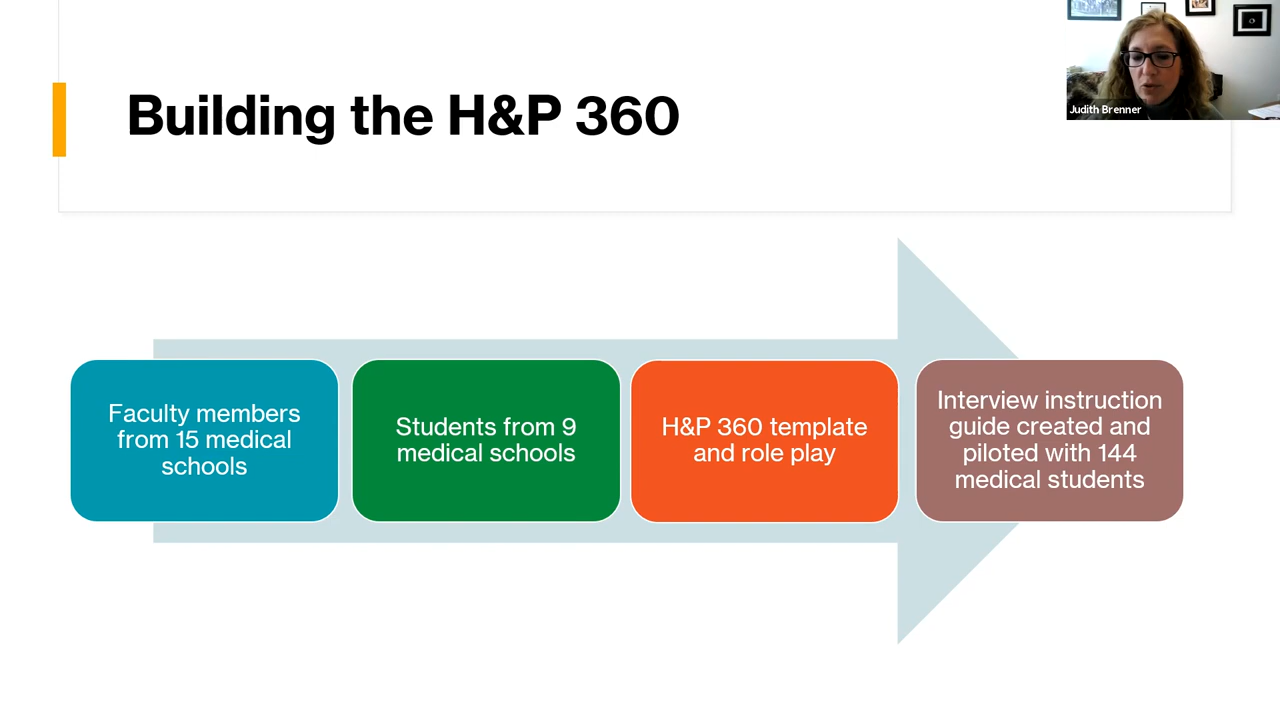 Building the H&P 360
Judith Brenner
Faculty members
from 15 medical
schools
Students from 9
medical schools
H&P 360 template
and role play
Interview instruction
guide created and
piloted with 144
medical students